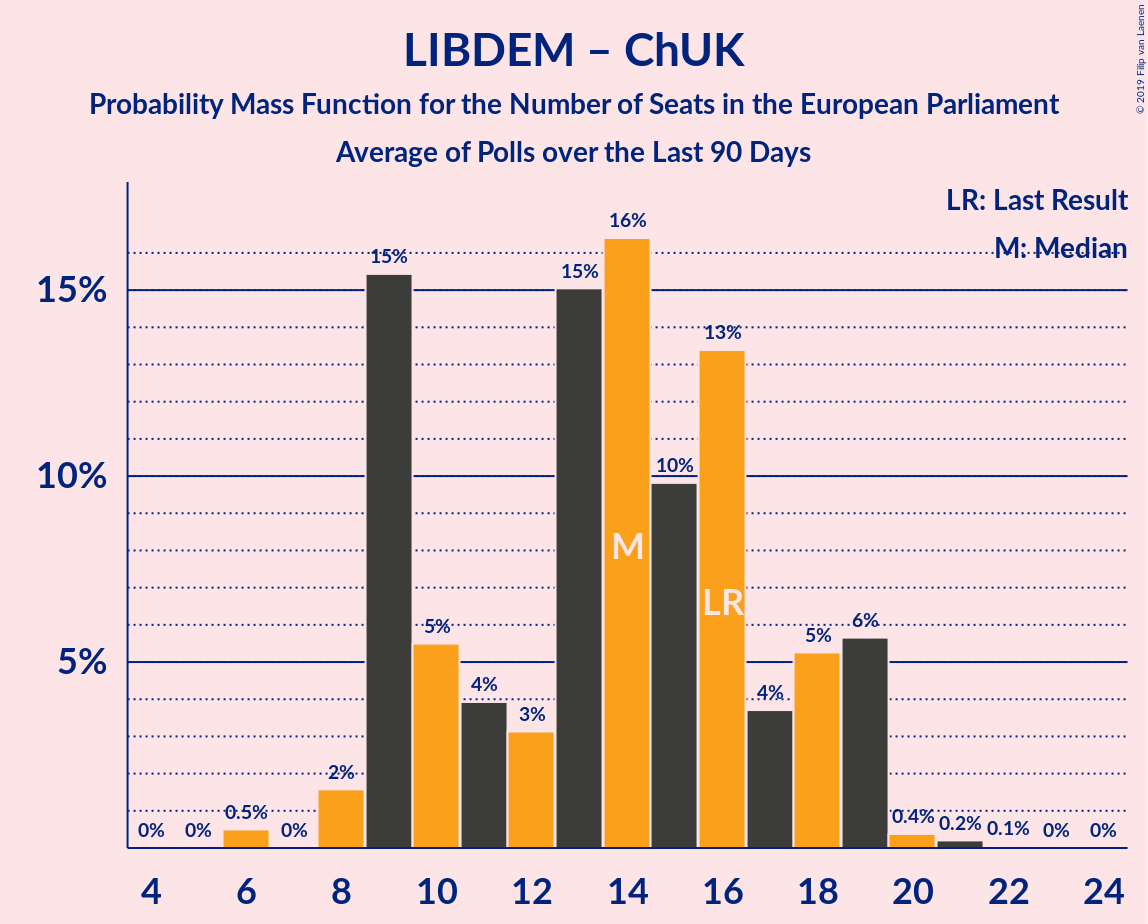 LIBDEM – ChUK
Probability Mass Function for the Number of Seats in the European Parliament
Average of Polls over the Last 90 Days
© 2019 Filip van Laenen
LR: Last Result
M: Median
15%
10%
5%
0%
0%
0.5%
0%
2%
15%
5%
4%
3%
15%
16%
10%
13%
4%
5%
6%
0.4%
0.2%
0.1%
0%
0%
M
LR
4 6 8 10 12 14 16 18 20 22 24